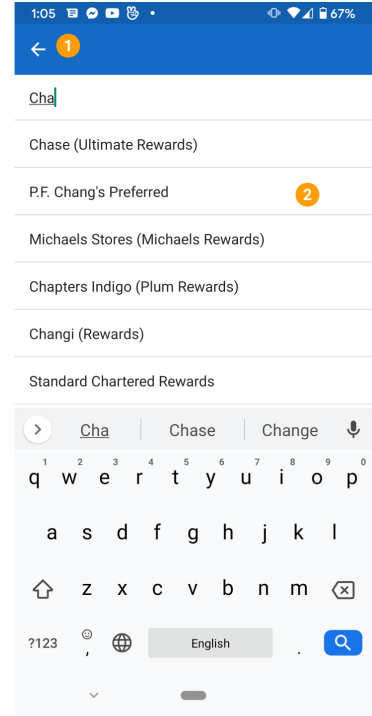 1:05 67%
1
Cha
Chase (Ultimate Rewards)
P.F. Chang's Preferred
2
Michaels Stores (Michaels Rewards)
Chapters Indigo (Plum Rewards)
Changi (Rewards)
Standard Chartered Rewards
Cha Chase Change
1 2 3 4 5 6 7 8 9 0
q w e r t y u i o p
a s d f g h j k l
z x c v b n m
?123 , English .